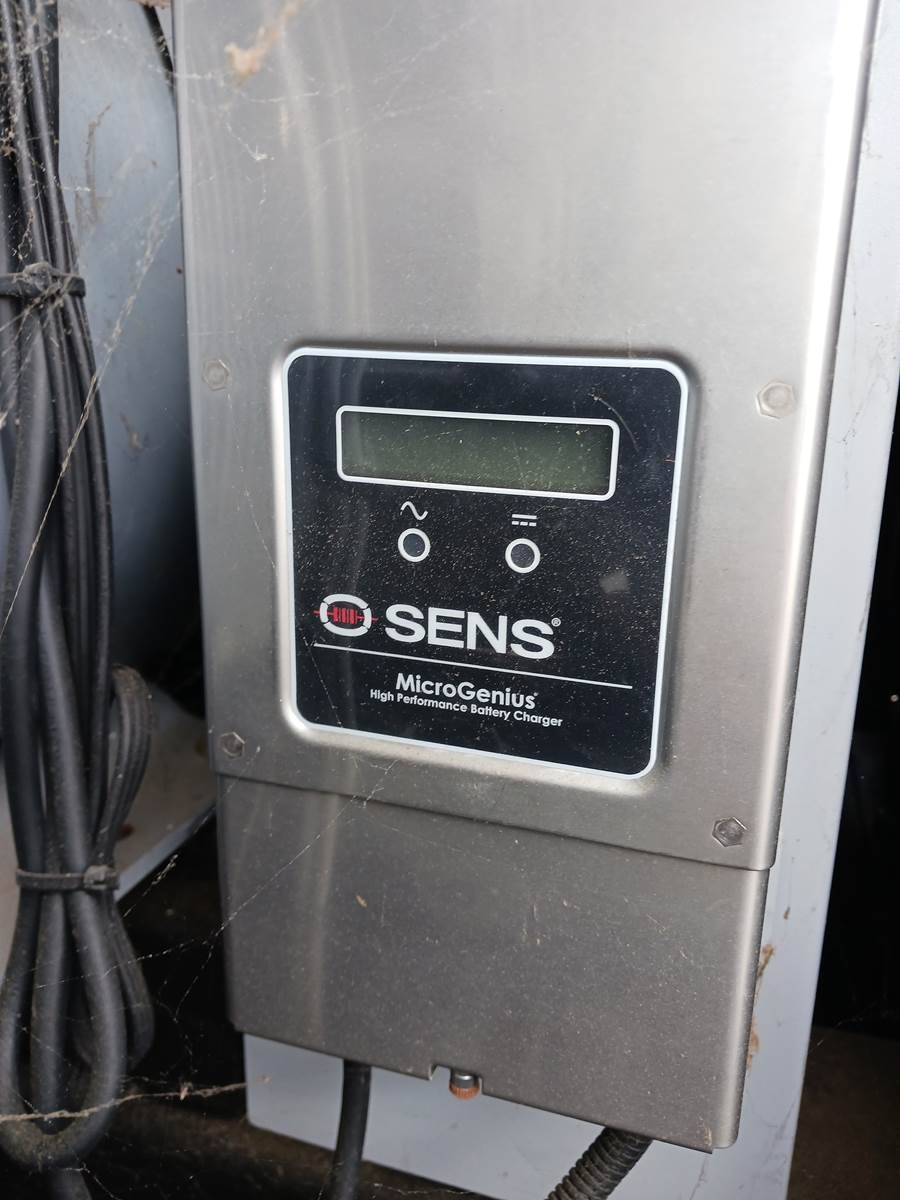 SENS®
MicroGenius®
High Performance Battery Charger